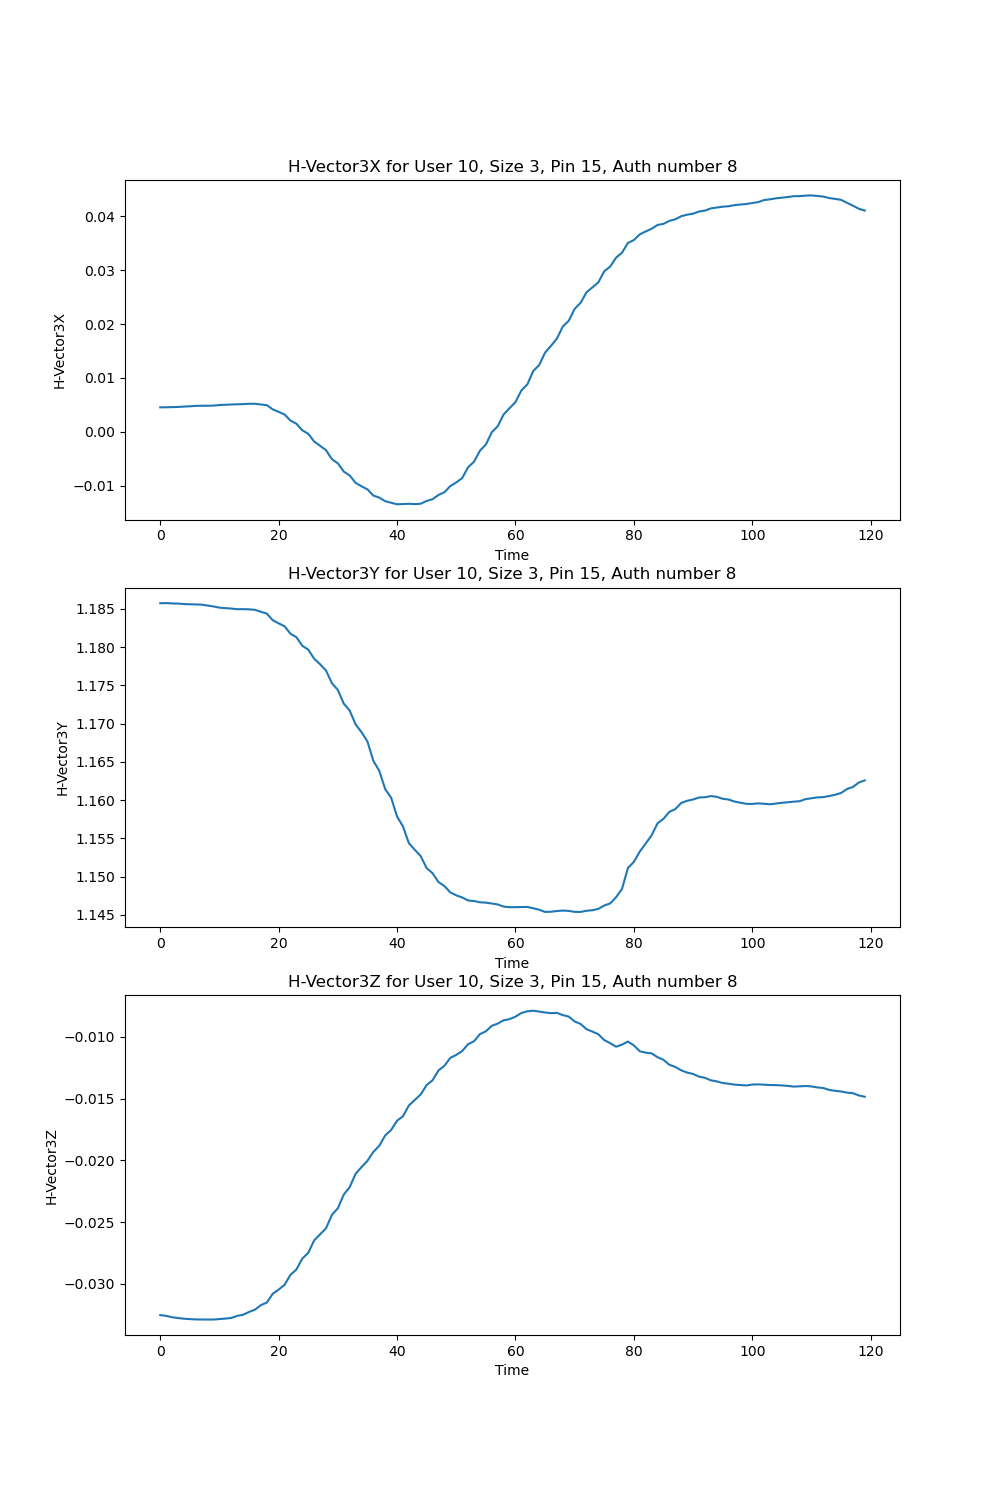 H-Vector3X for User 10, Size 3, Pin 15, Auth number 8
H-Vector3X
0.04
0.03
0.02
0.01
0.00
−0.01
0 20 40 60 80 100 120
Time
H-Vector3Y for User 10, Size 3, Pin 15, Auth number 8
H-Vector3Y
1.185
1.180
1.175
1.170
1.165
1.160
1.155
1.150
1.145
0 20 40 60 80 100 120
Time
H-Vector3Z for User 10, Size 3, Pin 15, Auth number 8
H-Vector3Z
−0.010
−0.015
−0.020
−0.025
−0.030
0 20 40 60 80 100 120
Time